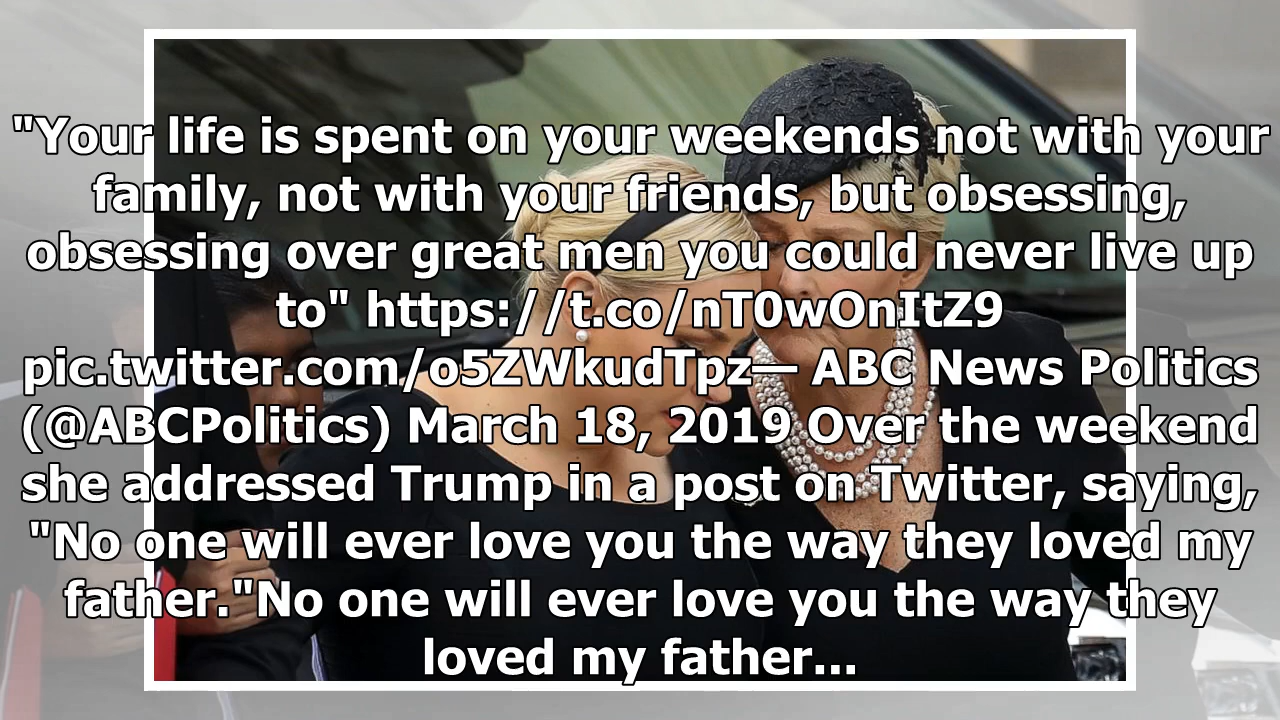 "Your life is spent on your weekends not with your
family, not with your friends, but obsessing,
obsessing over great men you could never live up
to" https://t.co/nT0wOnItZ9
pic.twitter.com/o5ZWkudTpz— ABC News Politics
(@ABCPolitics) March 18, 2019 Over the weekend
she addressed Trump in a post on Twitter, saying,
"No one will ever love you the way they loved my
father."No one will ever love you the way they
loved my father...